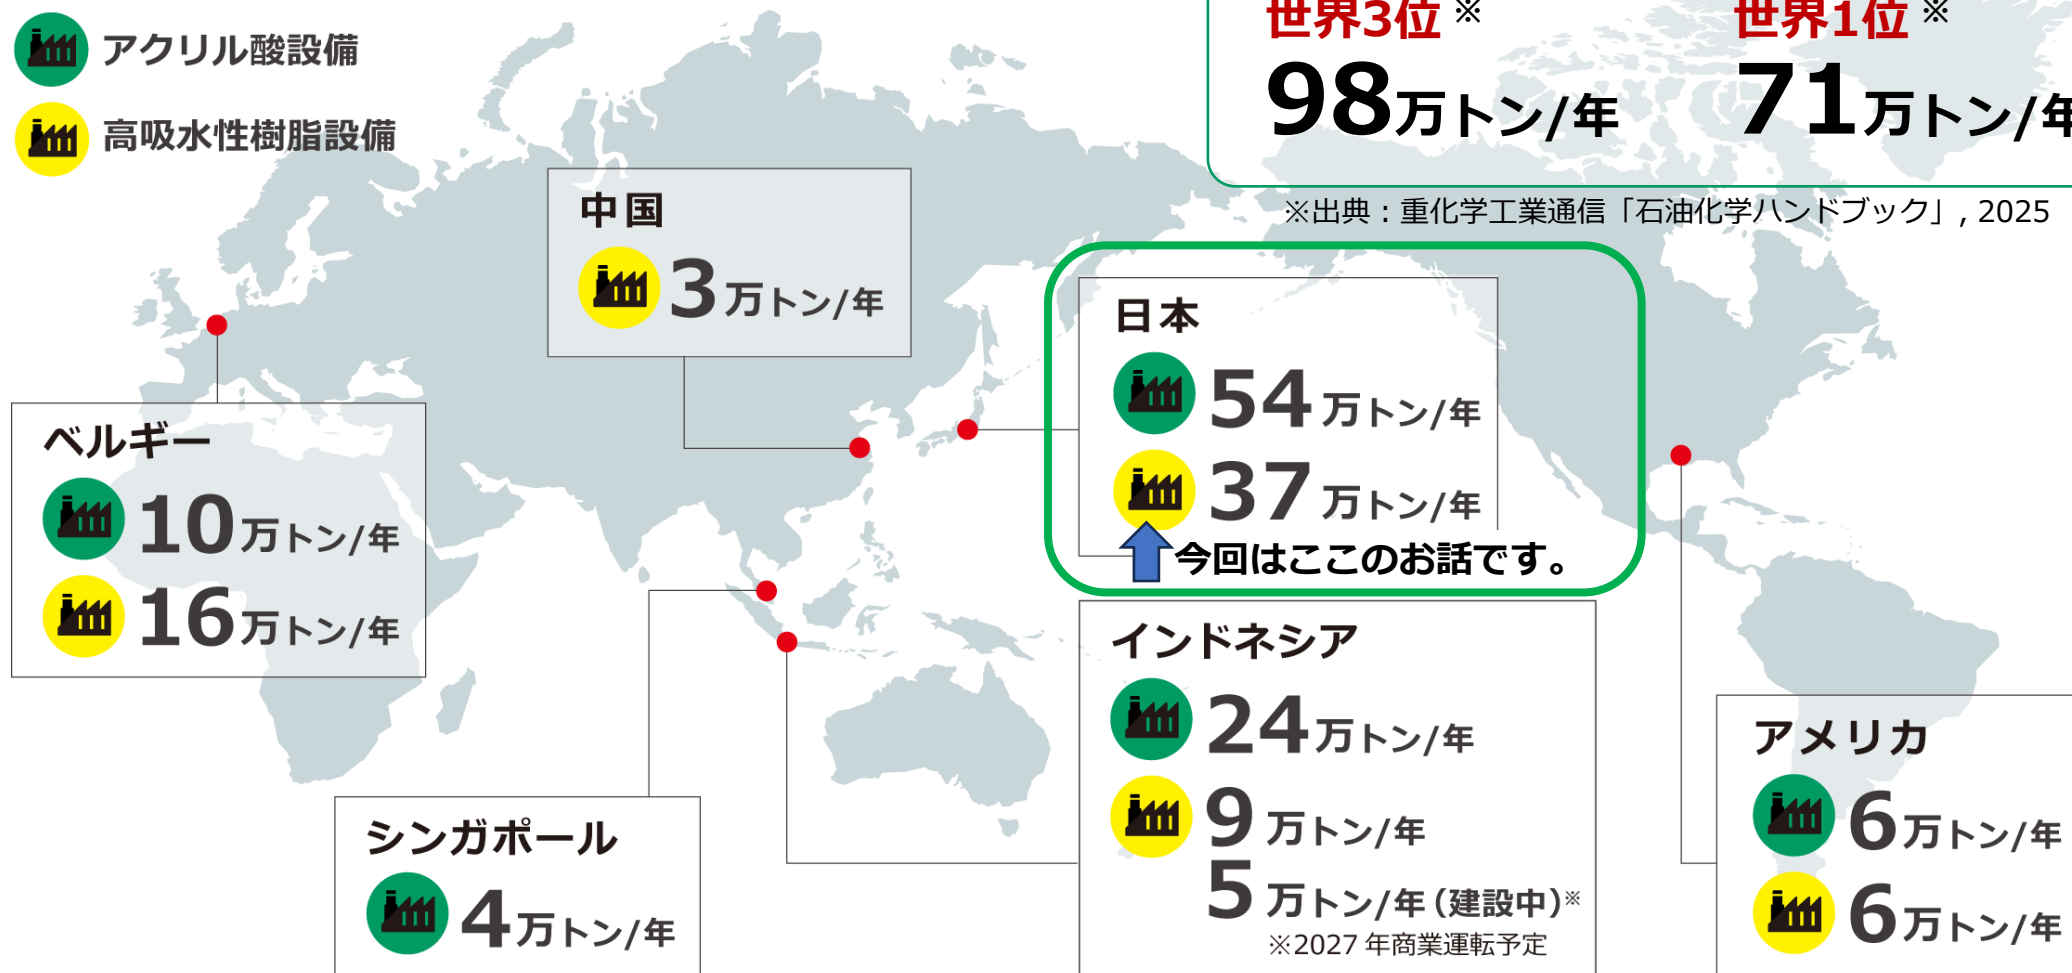 アクリル酸設備
高吸水性樹脂設備
世界3位※
98万トン/年
世界1位※
71万トン/年
※出典：重化学工業通信「石油化学ハンドブック」, 2025
中国
3万トン/年
日本
54万トン/年
37万トン/年
今回はここのお話です。
ベルギー
10万トン/年
16万トン/年
シンガポール
4万トン/年
インドネシア
24万トン/年
9万トン/年
5万トン/年（建設中）※
※2027年商業運転予定
アメリカ
6万トン/年
6万トン/年